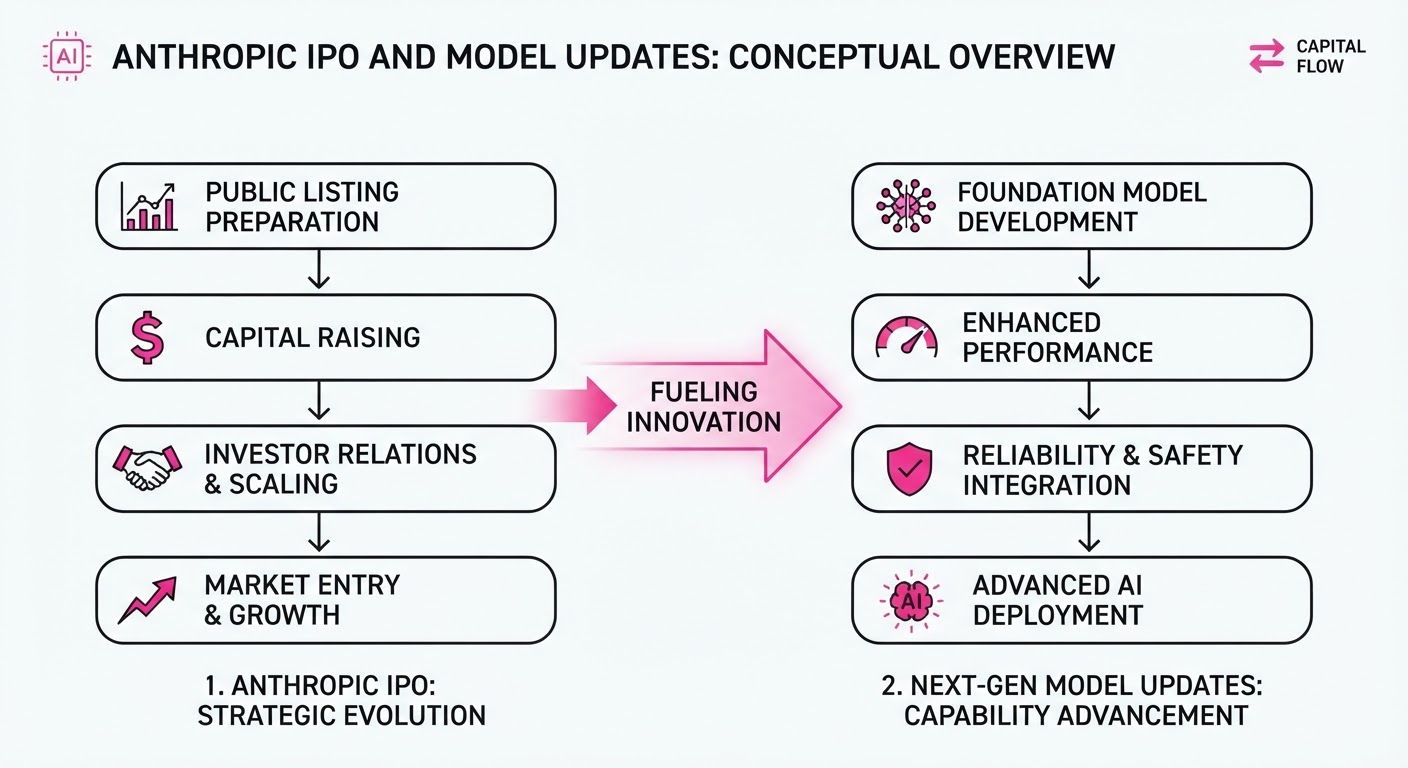 AI
ANTHROPIC IPO AND MODEL UPDATES: CONCEPTUAL OVERVIEW
CAPITAL
FLOW
PUBLIC LISTING
PREPARATION
$
CAPITAL RAISING
INVESTOR RELATIONS
& SCALING
MARKET ENTRY
& GROWTH
1. ANTHROPIC IPO:
STRATEGIC EVOLUTION
FUELING
INNOVATION
FOUNDATION MODEL
DEVELOPMENT
ENHANCED
PERFORMANCE
RELIABILITY & SAFETY
INTEGRATION
AI
ADVANCED AI
DEPLOYMENT
2. NEXT-GEN MODEL UPDATES:
CAPABILITY ADVANCEMENT